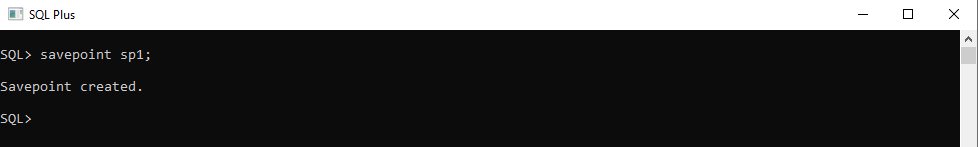 SQL Plus
SQL> savepoint sp1;
Savepoint created.
SQL>